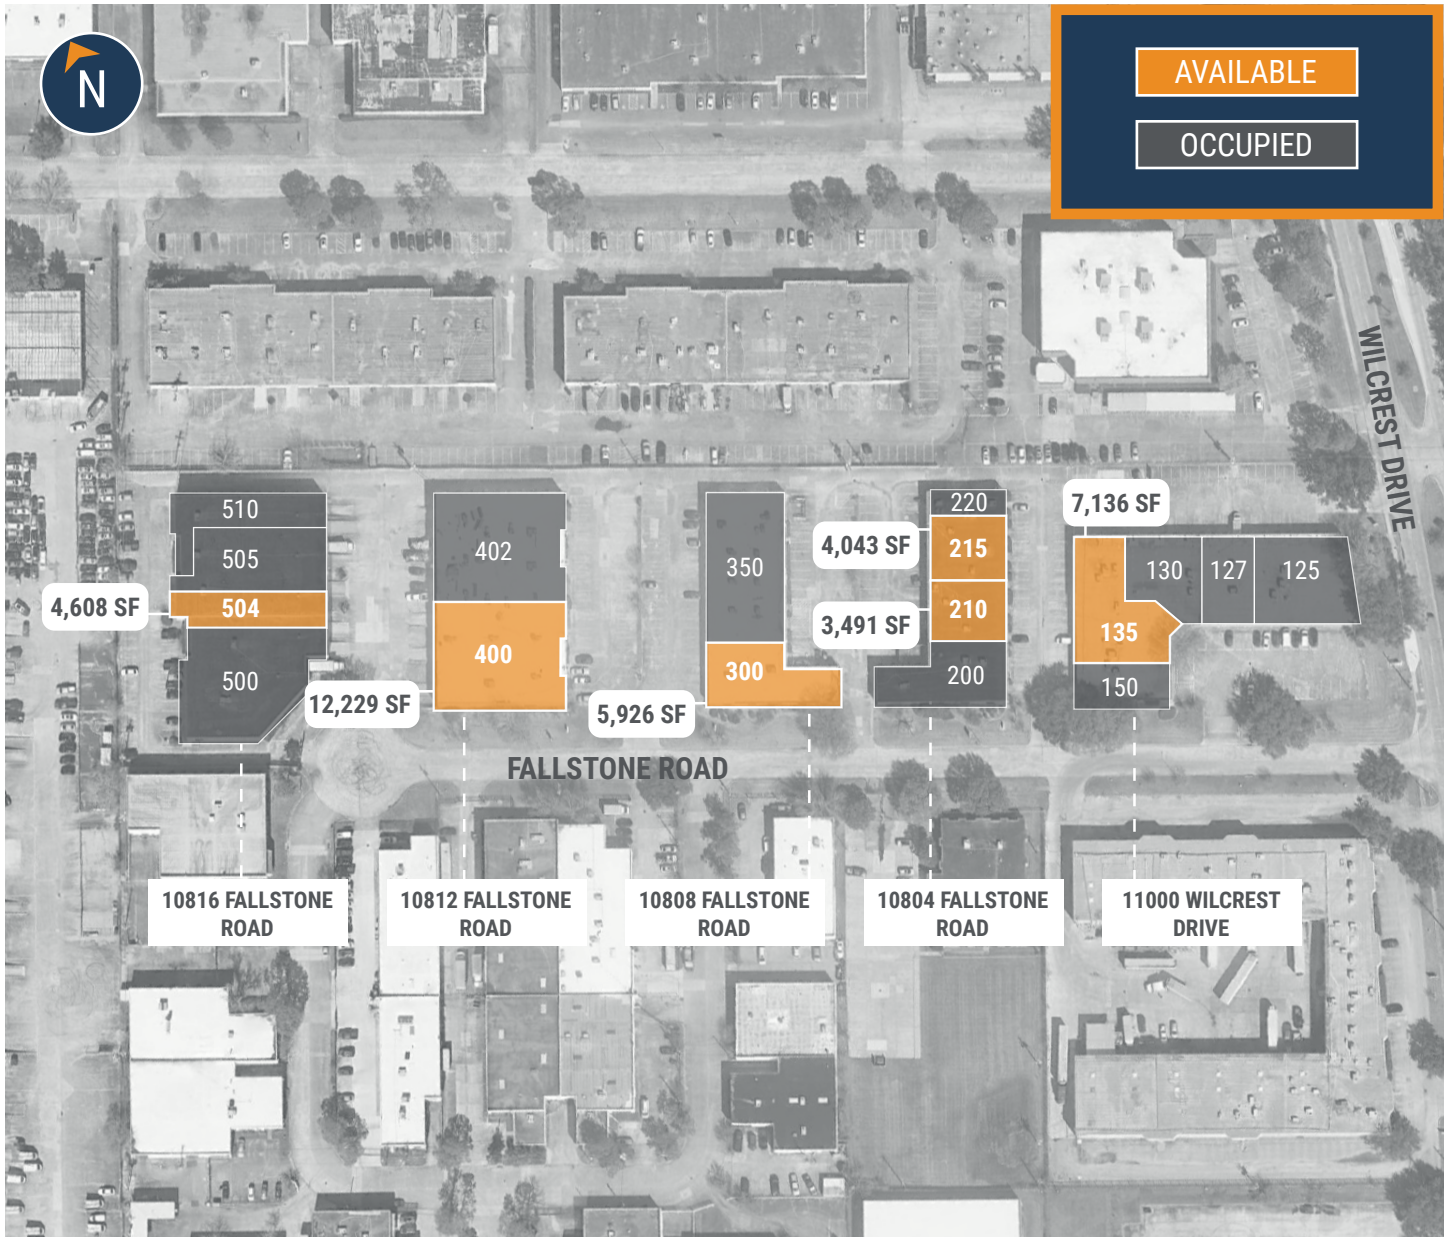 N
AVAILABLE
OCCUPIED
WILCREST DRIVE
510
505
504
500
4,608 SF
402
400
12,229 SF
350
300
5,926 SF
220
215
210
200
4,043 SF
3,491 SF
7,136 SF
130
127
125
135
150
FALLSTONE ROAD
10816 FALLSTONE
ROAD
10812 FALLSTONE
ROAD
10808 FALLSTONE
ROAD
10804 FALLSTONE
ROAD
11000 WILCREST
DRIVE